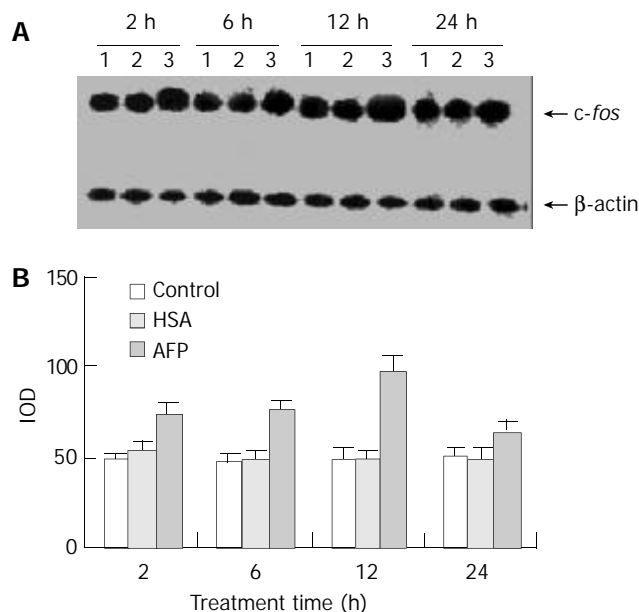 A
2 h 6 h 12 h 24 h
1 2 3 1 2 3 1 2 3 1 2 3
← c-fos
← β-actin
B
150
Control
HSA
AFP
100
IOD
50
0
2 6 12 24
Treatment time (h)